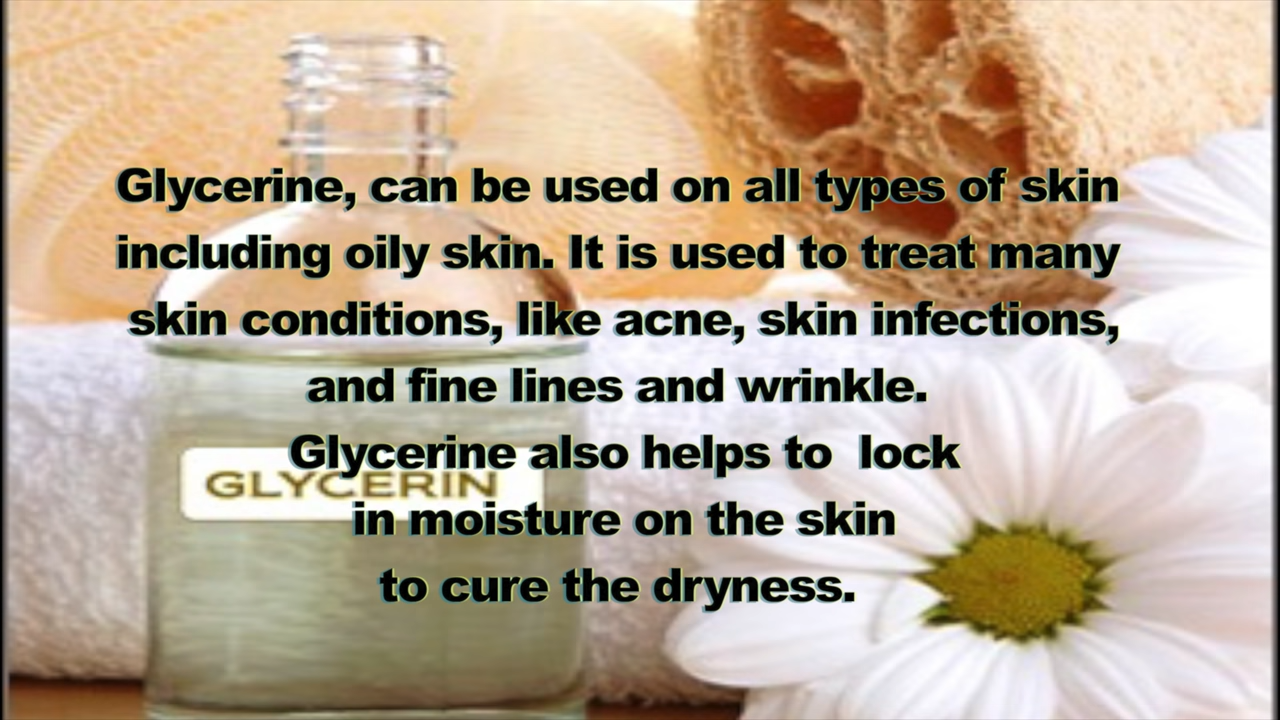 Glycerine, can be used on all types of skin
including oily skin. It is used to treat many
skin conditions, like acne, skin infections,
and fine lines and wrinkle.
Glycerine also helps to  lock
GLYCERIN
in moisture on the skin
to cure the dryness.